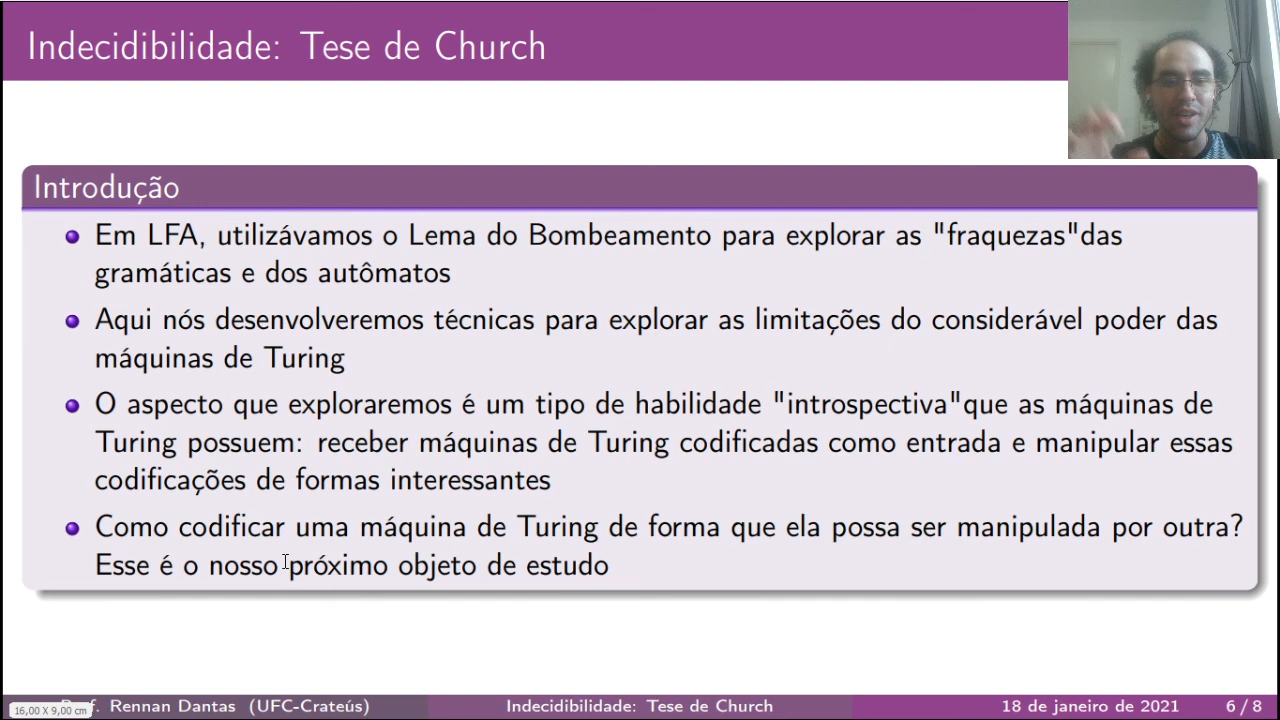 Indecidibilidade: Tese de Church
Introdução
Em LFA, utilizávamos o Lema do Bombeamento para explorar as "fraquezas"das
gramáticas e dos autômatos
Aqui nós desenvolveremos técnicas para explorar as limitações do considerável poder das
máquinas de Turing
O aspecto que exploraremos é um tipo de habilidade "introspectiva"que as máquinas de
Turing possuem: receber máquinas de Turing codificadas como entrada e manipular essas
codificações de formas interessantes
Como codificar uma máquina de Turing de forma que ela possa ser manipulada por outra?
Esse é o nosso próximo objeto de estudo
Rennan Dantas (UFC-Crateús) Indecidibilidade: Tese de Church 18 de janeiro de 2021 6 / 8
16,00 X 9,00 cm